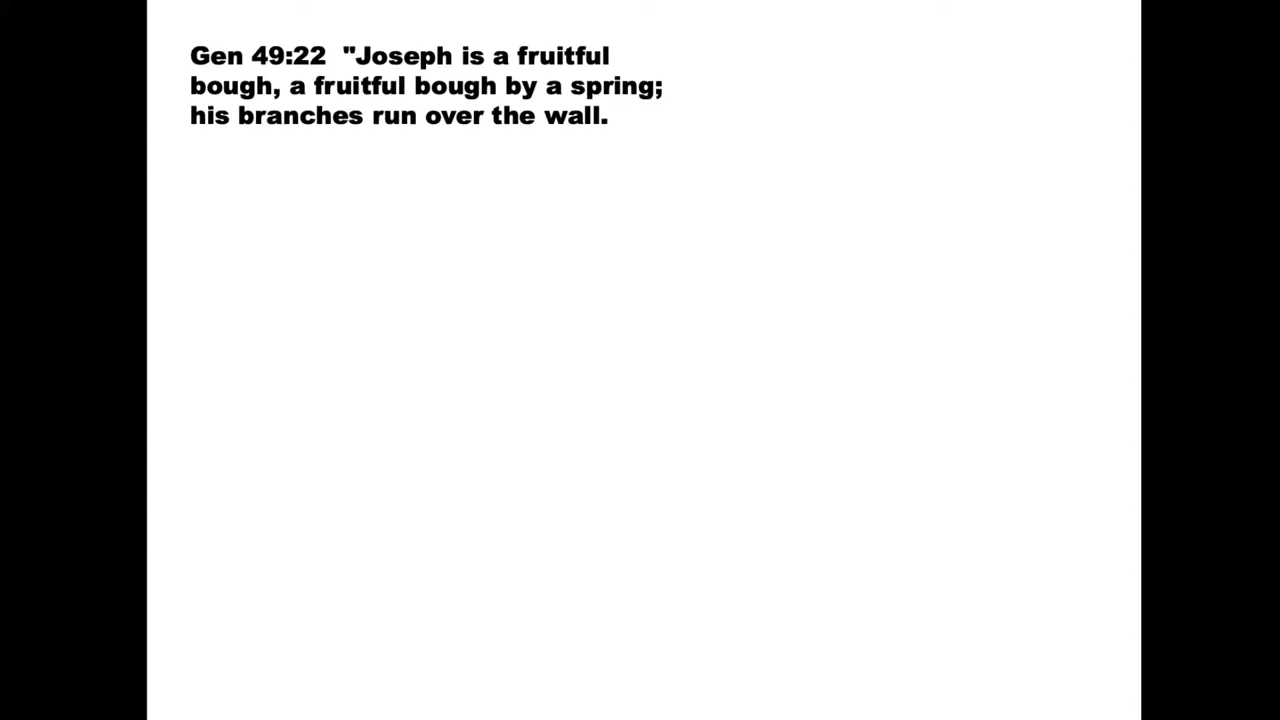 Gen 49:22  "Joseph is a fruitful
bough, a fruitful bough by a spring;
his branches run over the wall.